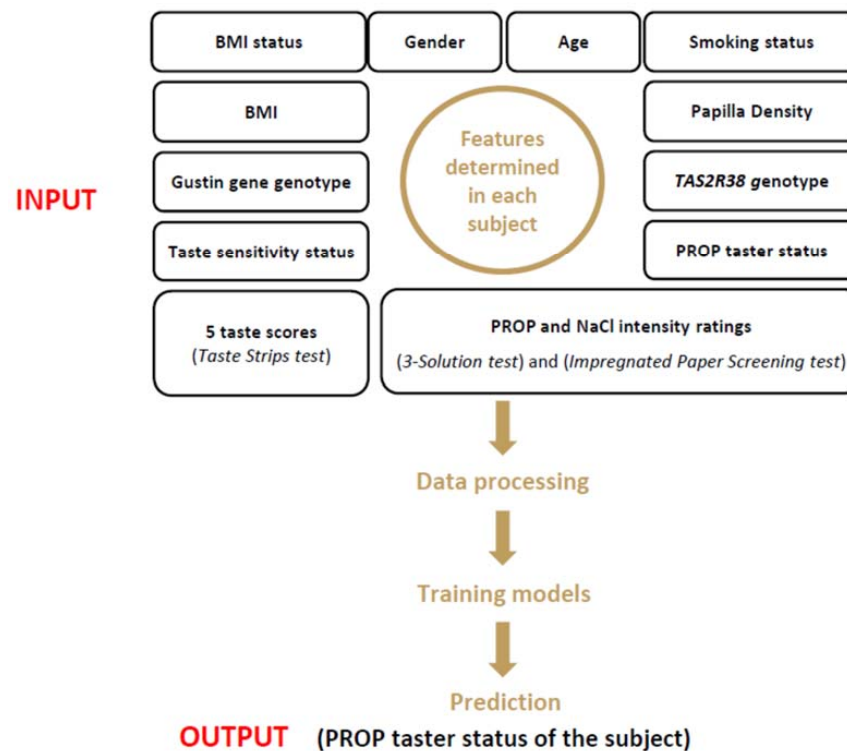 BMI status
Gender
Age
Smoking status
BMI
Papilla Density
Features
determined
in each
subject
INPUT
Gustin gene genotype
TAS2R38 genotype
Taste sensitivity status
PROP taster status
5 taste scores
(Taste Strips test)
PROP and NaCl intensity ratings
(3-Solution test) and (Impregnated Paper Screening test)
Data processing
Training models
Prediction
OUTPUT (PROP taster status of the subject)